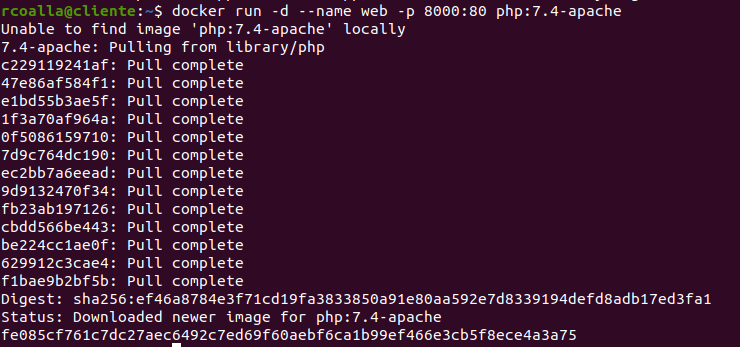 rcoalla@cliente:~$ docker run -d --name web -p 8000:80 php:7.4-apache
Unable to find image 'php:7.4-apache' locally
7.4-apache: Pulling from library/php
c229119241af: Pull complete
47e86af584f1: Pull complete
e1bd55b3ae5f: Pull complete
1f3a70af964a: Pull complete
0f5086159710: Pull complete
7d9c764dc190: Pull complete
ec2bb7a6eead: Pull complete
9d9132470f34: Pull complete
fb23ab197126: Pull complete
cbdd566be443: Pull complete
be224cc1ae0f: Pull complete
629912c3cae4: Pull complete
f1bae9b2bf5b: Pull complete
Digest: sha256:ef46a8784e3f71cd19fa3833850a91e80aa592e7d8339194defd8adb17ed3fa1
Status: Downloaded newer image for php:7.4-apache
fe085cf761c7dc27aec6492c7ed69f60aebf6ca1b99ef466e3cb5f8ece4a3a75